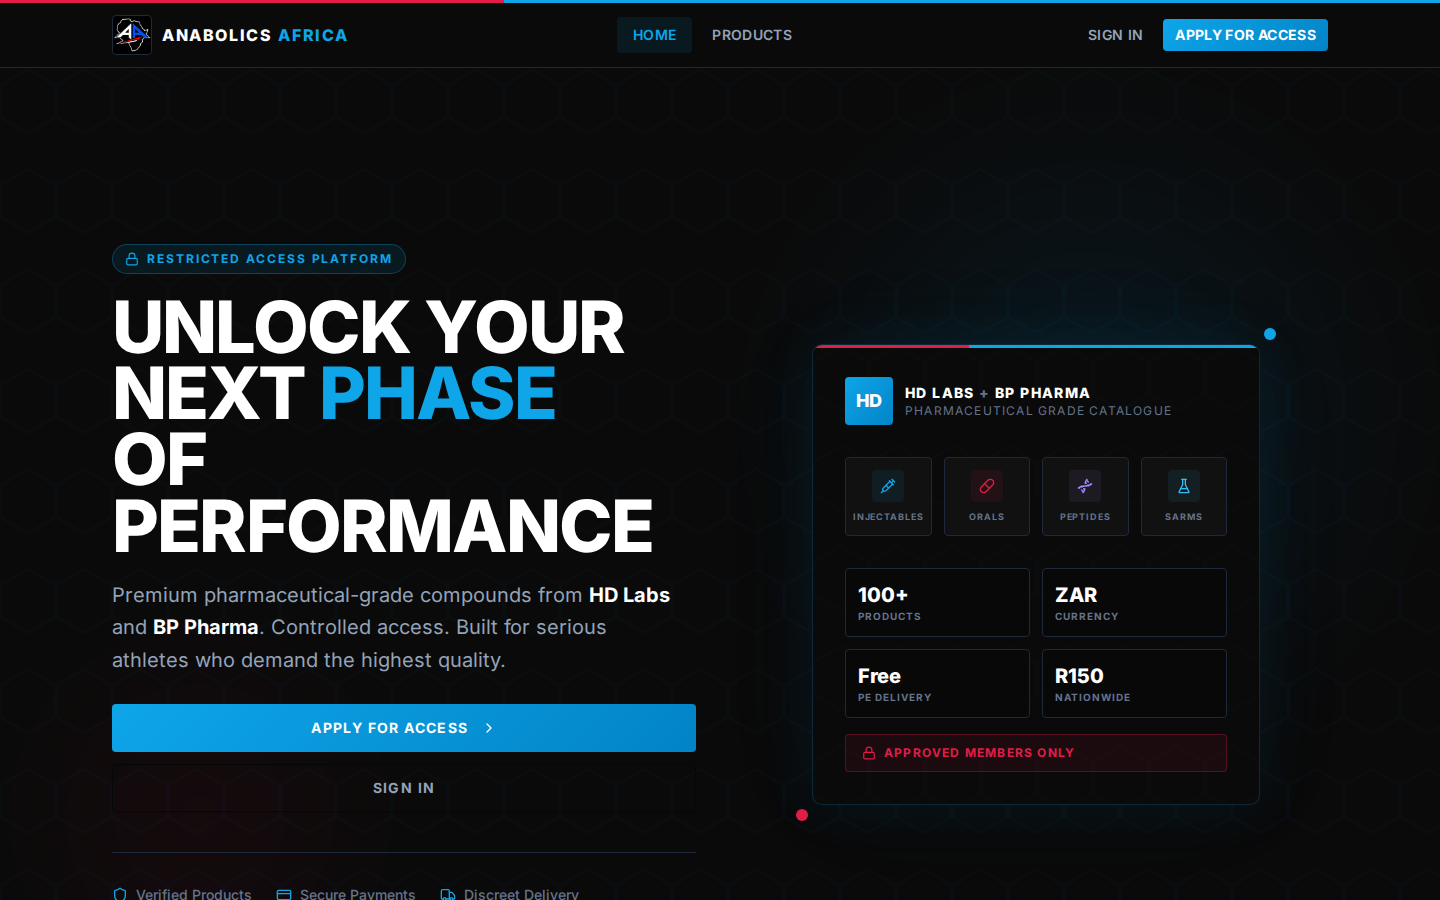 ANABOLICS AFRICA
HOME
PRODUCTS
SIGN IN
APPLY FOR ACCESS
RESTRICTED ACCESS PLATFORM
UNLOCK YOUR
NEXT PHASE
OF
PERFORMANCE
Premium pharmaceutical-grade compounds from HD Labs
and BP Pharma. Controlled access. Built for serious
athletes who demand the highest quality.
APPLY FOR ACCESS
SIGN IN
Verified Products
Secure Payments
Discreet Delivery
HD
HD LABS + BP PHARMA
PHARMACEUTICAL GRADE CATALOGUE
INJECTABLES
ORALS
PEPTIDES
SARMS
100+
PRODUCTS
ZAR
CURRENCY
Free
PE DELIVERY
R150
NATIONWIDE
APPROVED MEMBERS ONLY